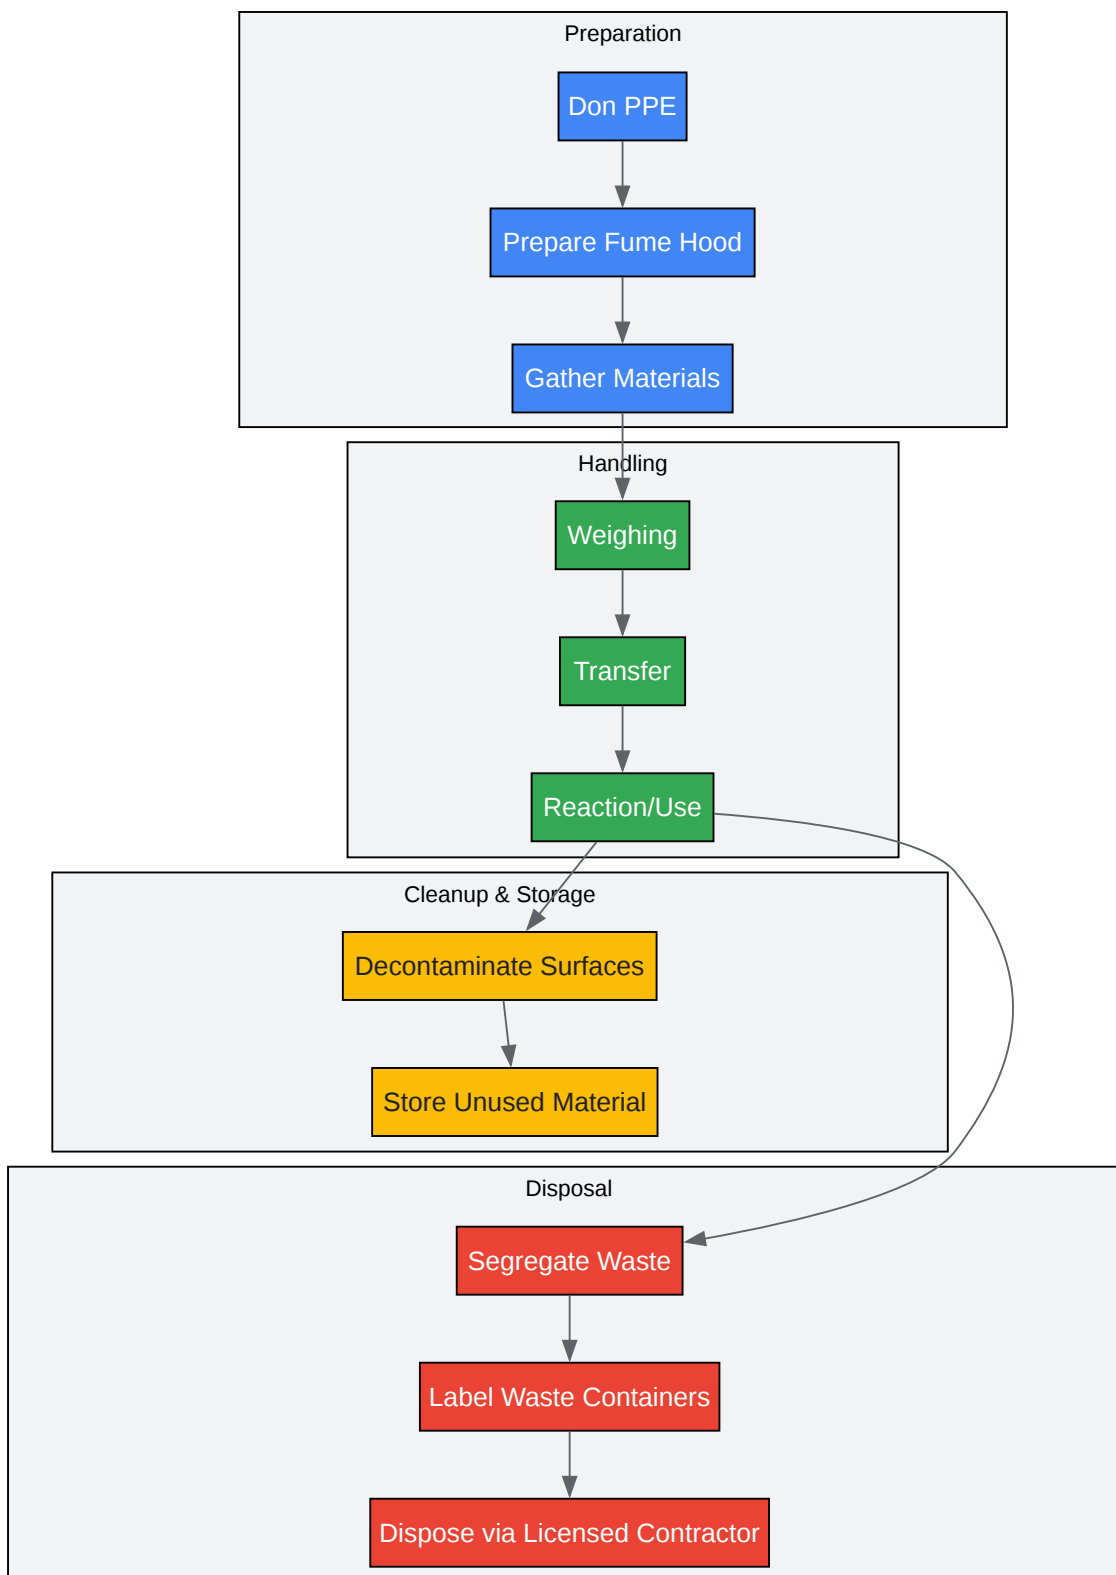 Preparation
Don PPE
Prepare Fume Hood
Gather Materials
Handling
Weighing
Transfer
Reaction/Use
Cleanup & Storage
Decontaminate Surfaces
Store Unused Material
Disposal
Segregate Waste
Label Waste Containers
Dispose via Licensed Contractor